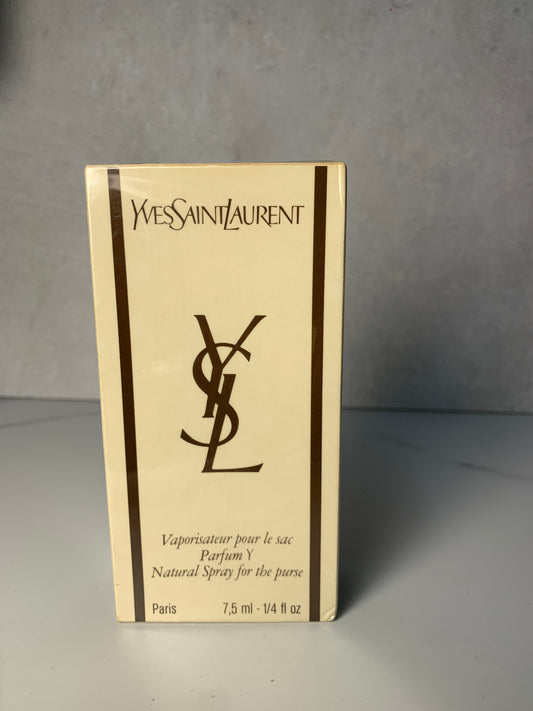 YVESSAINTLAURENT
YSL
Vaporisateur pour le sac
Parfum Y
Natural Spray for the purse
Paris 7,5 ml - 1/4 fl oz